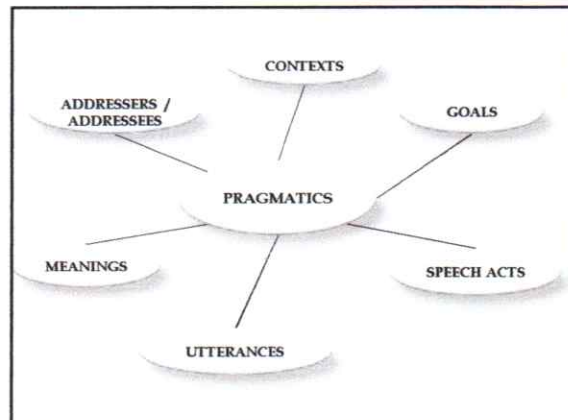 CONTEXTS
ADDRESSERS /
ADDRESSEES
GOALS
PRAGMATICS
MEANINGS
SPEECH ACTS
UTTERANCES